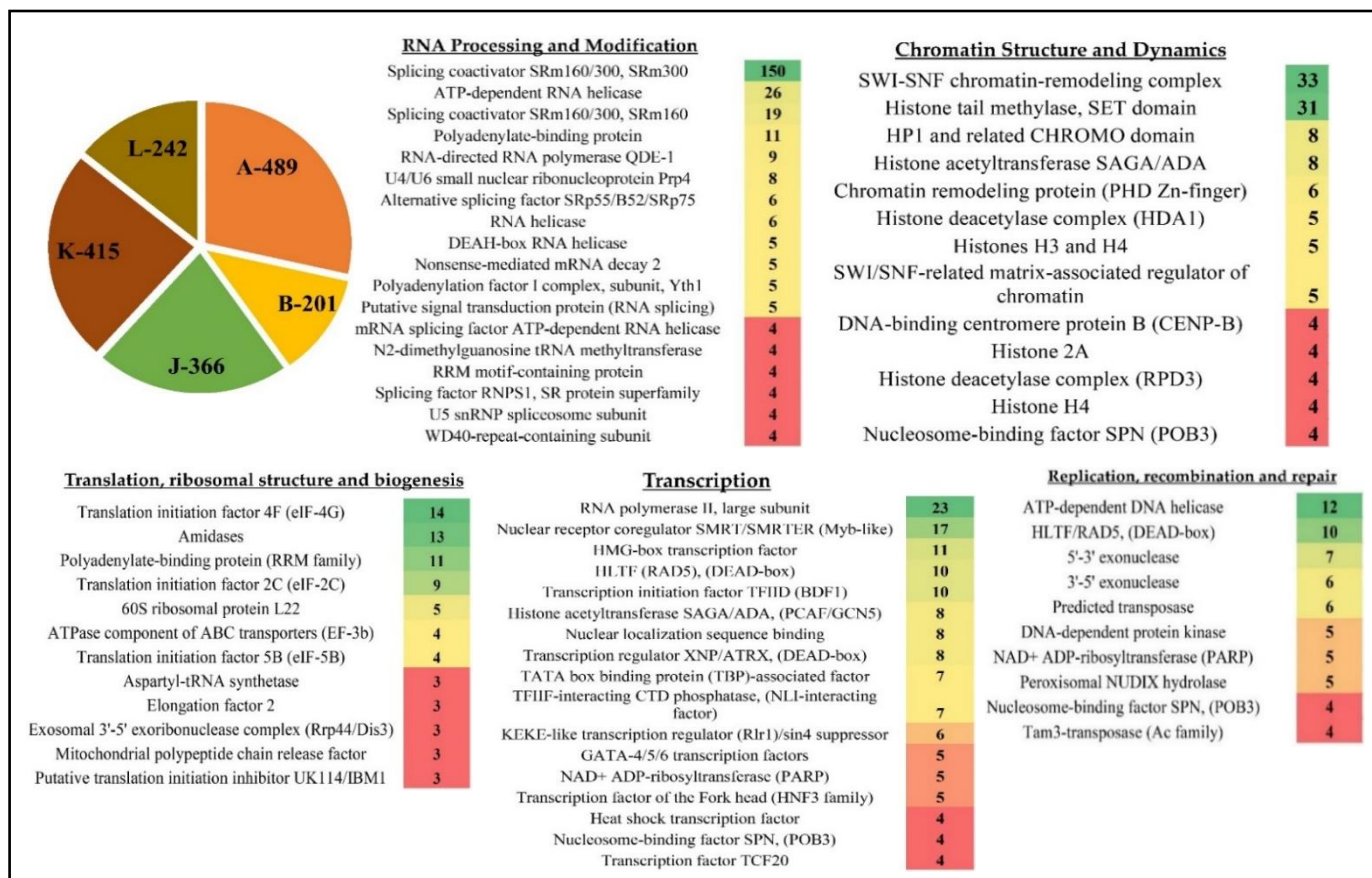 L-242
A-489
K-415
B-201
J-366
RNA Processing and Modification
Splicing coactivator SRm160/300, SRm300 150
ATP-dependent RNA helicase 26
Splicing coactivator SRm160/300, SRm160 19
Polyadenylate-binding protein 11
RNA-directed RNA polymerase QDE-1 9
U4/U6 small nuclear ribonucleoprotein Prp4 8
Alternative splicing factor SRp55/B52/SRp75 6
RNA helicase 6
DEAH-box RNA helicase 5
Nonsense-mediated mRNA decay 2 5
Polyadenylation factor I complex, subunit, Yth1 5
Putative signal transduction protein (RNA splicing) 5
mRNA splicing factor ATP-dependent RNA helicase 4
N2-dimethylguanosine tRNA methyltransferase 4
RRM motif-containing protein 4
Splicing factor RNPS1, SR protein superfamily 4
U5 snRNP spliceosome subunit 4
WD40-repeat-containing subunit 4
Chromatin Structure and Dynamics
SWI-SNF chromatin-remodeling complex 33
Histone tail methylase, SET domain 31
HP1 and related CHROMO domain 8
Histone acetyltransferase SAGA/ADA 8
Chromatin remodeling protein (PHD Zn-finger) 6
Histone deacetylase complex (HDA1) 5
Histones H3 and H4 5
SWI/SNF-related matrix-associated regulator of
chromatin 5
DNA-binding centromere protein B (CENP-B) 4
Histone 2A 4
Histone deacetylase complex (RPD3) 4
Histone H4 4
Nucleosome-binding factor SPN (POB3) 4
Translation, ribosomal structure and biogenesis
Translation initiation factor 4F (eIF-4G) 14
Amidases 13
Polyadenylate-binding protein (RRM family) 11
Translation initiation factor 2C (eIF-2C) 9
60S ribosomal protein L22 5
ATPase component of ABC transporters (EF-3b) 4
Translation initiation factor 5B (eIF-5B) 4
Aspartyl-tRNA synthetase 3
Elongation factor 2 3
Exosomal 3'-5' exoribonuclease complex (Rrp44/Dis3) 3
Mitochondrial polypeptide chain release factor 3
Putative translation initiation inhibitor UK114/IBM1 3
Transcription
RNA polymerase II, large subunit 23
Nuclear receptor coregulator SMRT/SMRTER (Myb-like) 17
HMG-box transcription factor 11
HLTF (RAD5), (DEAD-box) 10
Transcription initiation factor TFIID (BDF1) 10
Histone acetyltransferase SAGA/ADA, (PCAF/GCN5) 8
Nuclear localization sequence binding 8
Transcription regulator XNP/ATRX, (DEAD-box) 8
TATA box binding protein (TBP)-associated factor 7
TFIIF-interacting CTD phosphatase, (NLI-interacting
factor) 7
KEKE-like transcription regulator (Rlr1)/sin4 suppressor 6
GATA-4/5/6 transcription factors 5
NAD+ ADP-ribosyltransferase (PARP) 5
Transcription factor of the Fork head (HNF3 family) 5
Heat shock transcription factor 4
Nucleosome-binding factor SPN, (POB3) 4
Transcription factor TCF20 4
Replication, recombination and repair
ATP-dependent DNA helicase 12
HLTF/RAD5, (DEAD-box) 10
5'-3' exonuclease 7
3'-5' exonuclease 6
Predicted transposase 6
DNA-dependent protein kinase 5
NAD+ ADP-ribosyltransferase (PARP) 5
Peroxisomal NUDIX hydrolase 5
Nucleosome-binding factor SPN, (POB3) 4
Tam3-transposase (Ac family) 4